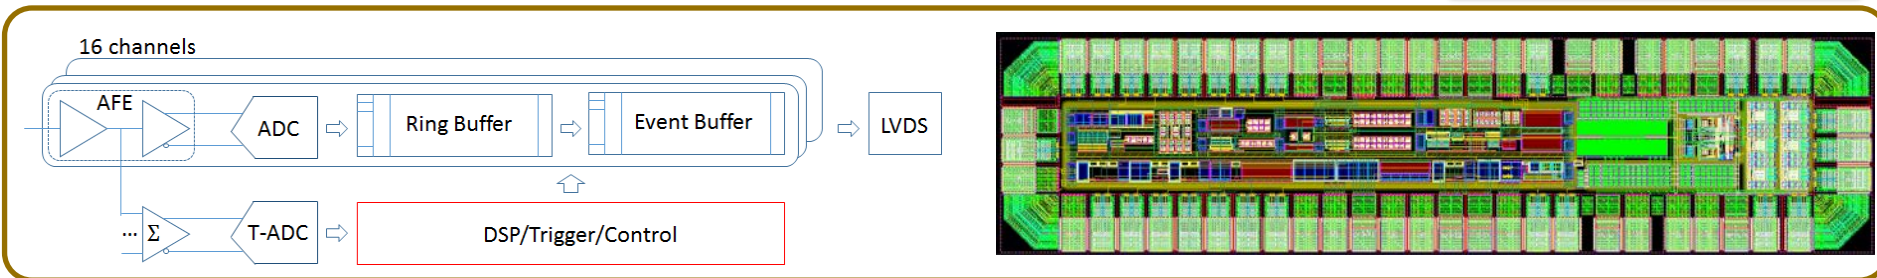 16 channels
AFE
ADC
Ring Buffer
Event Buffer
LVDS
... Σ
T-ADC
DSP/Trigger/Control